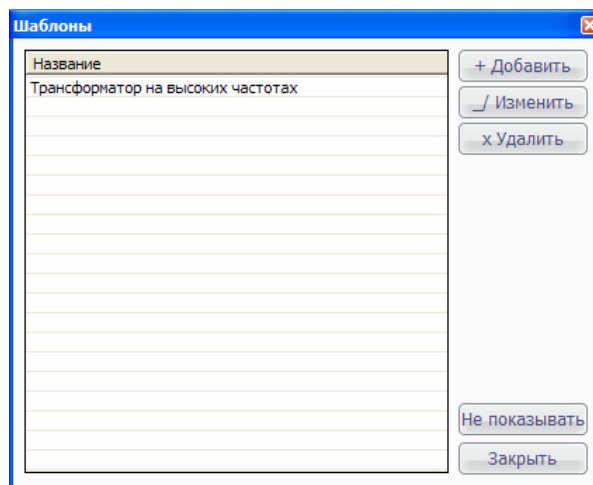 Шаблоны
Название
Трансформатор на высоких частотах
+ Добавить
_/ Изменить
x Удалить
Не показывать
Закрыть